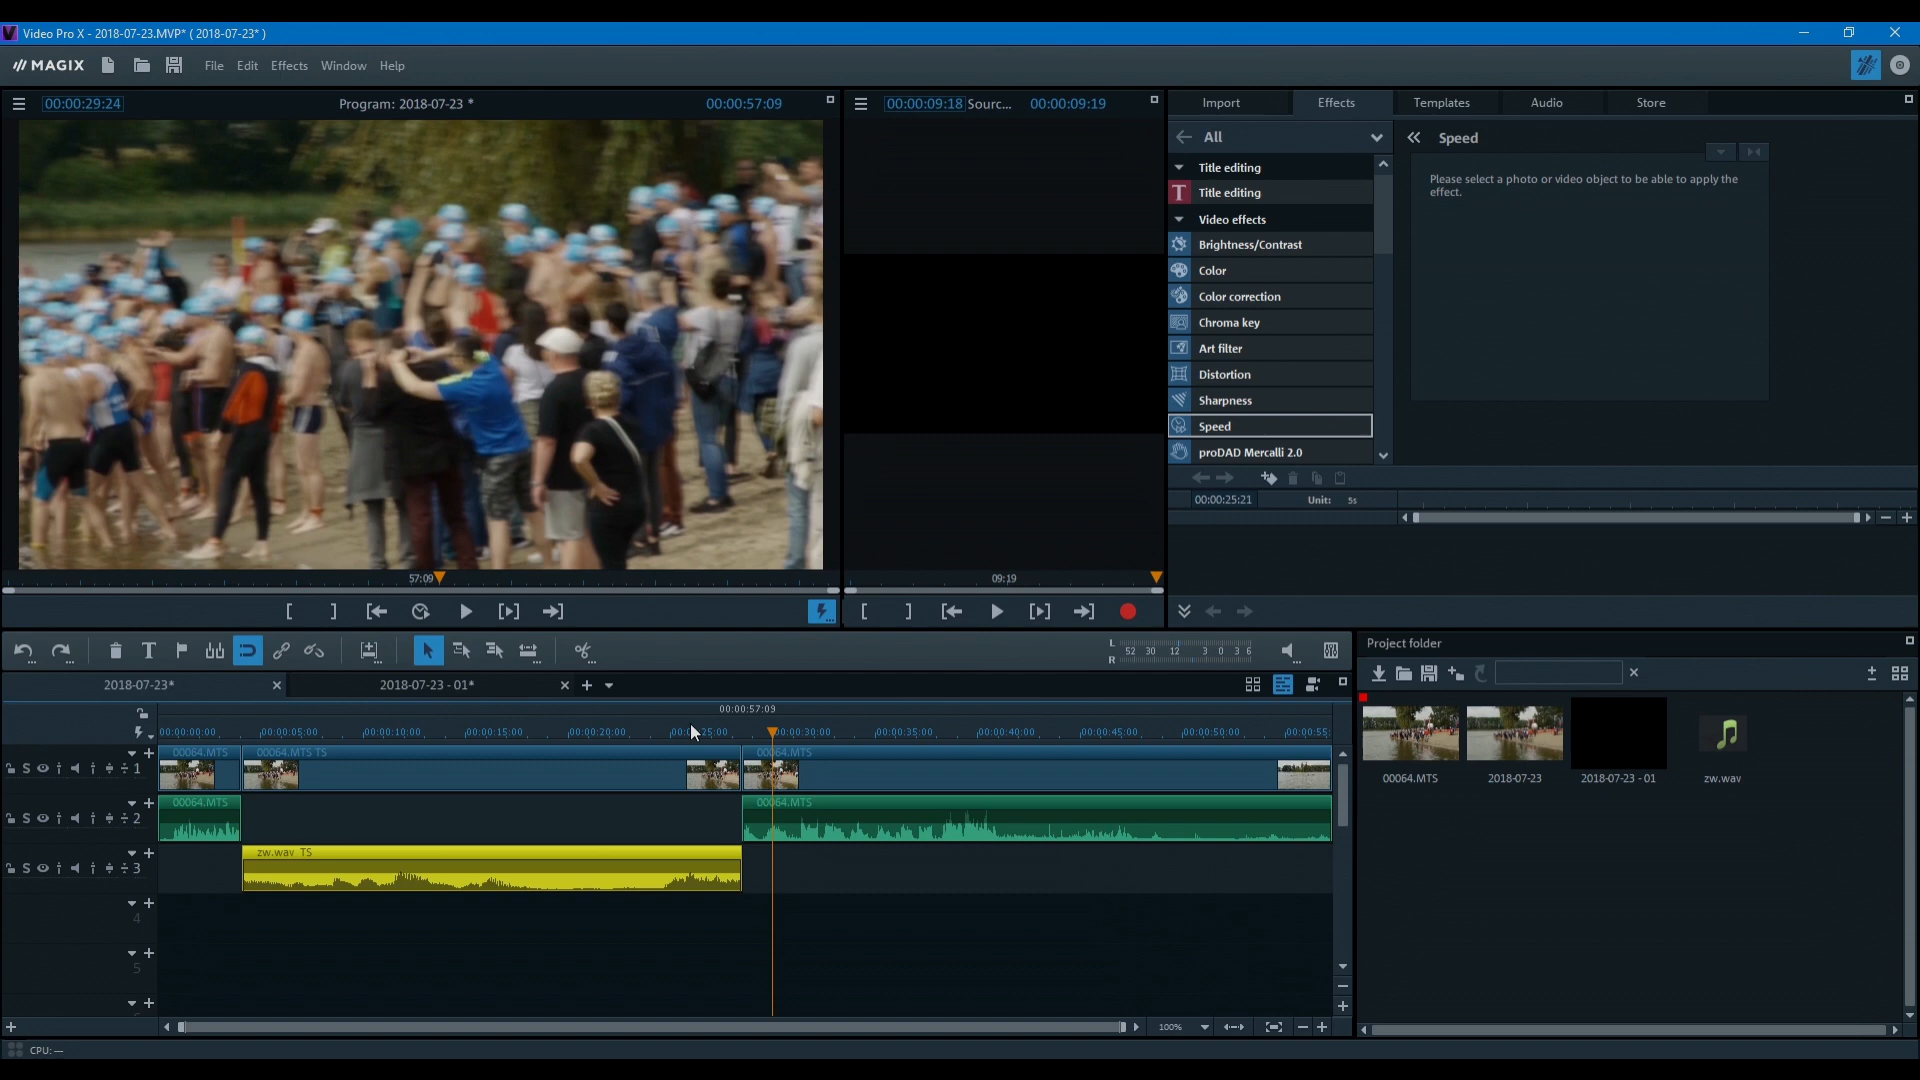 Video Pro X - 2018-07-23.MVP* ( 2018-07-23* )
MAGIX File Edit Effects Window Help
00:00:29:24 Program: 2018-07-23 * 00:00:57:09
00:00:09:18 Sourc... 00:00:09:19
Import Effects Templates Audio Store
All
Speed
Title editing
Title editing
Video effects
Brightness/Contrast
Color
Color correction
Chroma key
Art filter
Distortion
Sharpness
Speed
proDAD Mercalli 2.0
Please select a photo or video object to be able to apply the
effect.
00:00:25:21 Unit: 5s
57:09
09:19
L
52 30 12 3 0 3 6
R
2018-07-23*
2018-07-23 - 01*
00:00:57:09
00:00:00:00 00:00:05:00 00:00:10:00 00:00:15:00 00:00:20:00 00:00:25:00 00:00:30:00 00:00:35:00 00:00:40:00 00:00:45:00 00:00:50:00 00:00:55:
00064.MTS 00064.MTS TS 00064.MTS
S 1
00064.MTS 00064.MTS
S 2
zw.wav TS
S 3
4
5
100%
CPU: —
Project folder
00064.MTS 2018-07-23 2018-07-23 - 01 zw.wav